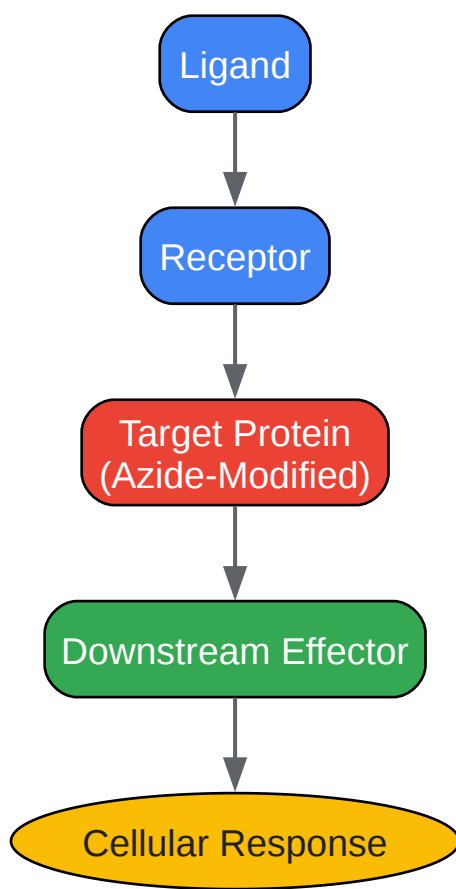 Ligand
Receptor
Target Protein
(Azide-Modified)
Downstream Effector
Cellular Response